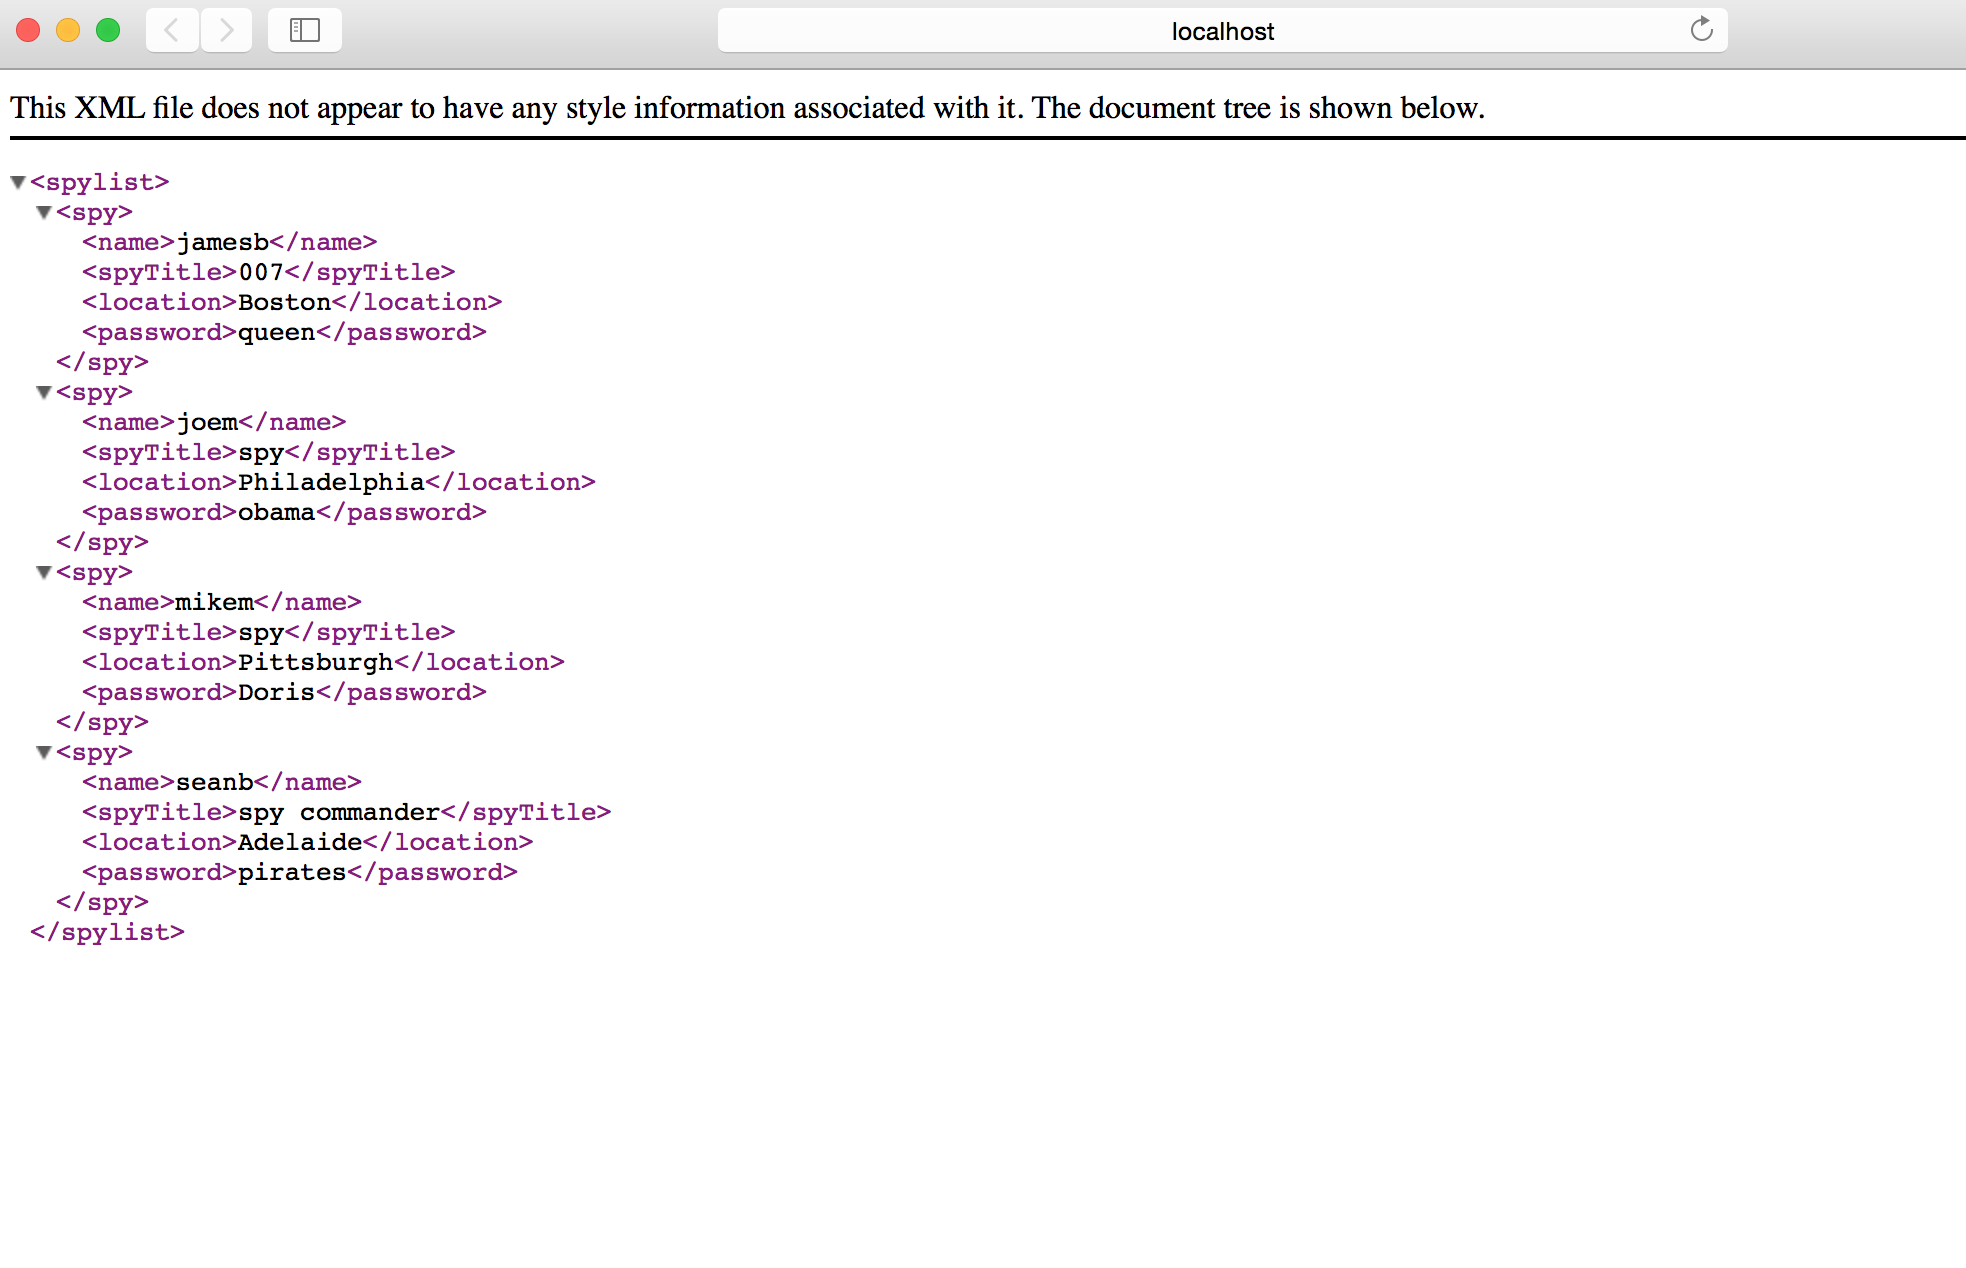 localhost
This XML file does not appear to have any style information associated with it. The document tree is shown below.
<spylist>
<spy>
<name>jamesb</name>
<spyTitle>007</spyTitle>
<location>Boston</location>
<password>queen</password>
</spy>
<spy>
<name>joem</name>
<spyTitle>spy</spyTitle>
<location>Philadelphia</location>
<password>obama</password>
</spy>
<spy>
<name>mikem</name>
<spyTitle>spy</spyTitle>
<location>Pittsburgh</location>
<password>Doris</password>
</spy>
<spy>
<name>seanb</name>
<spyTitle>spy commander</spyTitle>
<location>Adelaide</location>
<password>pirates</password>
</spy>
</spylist>